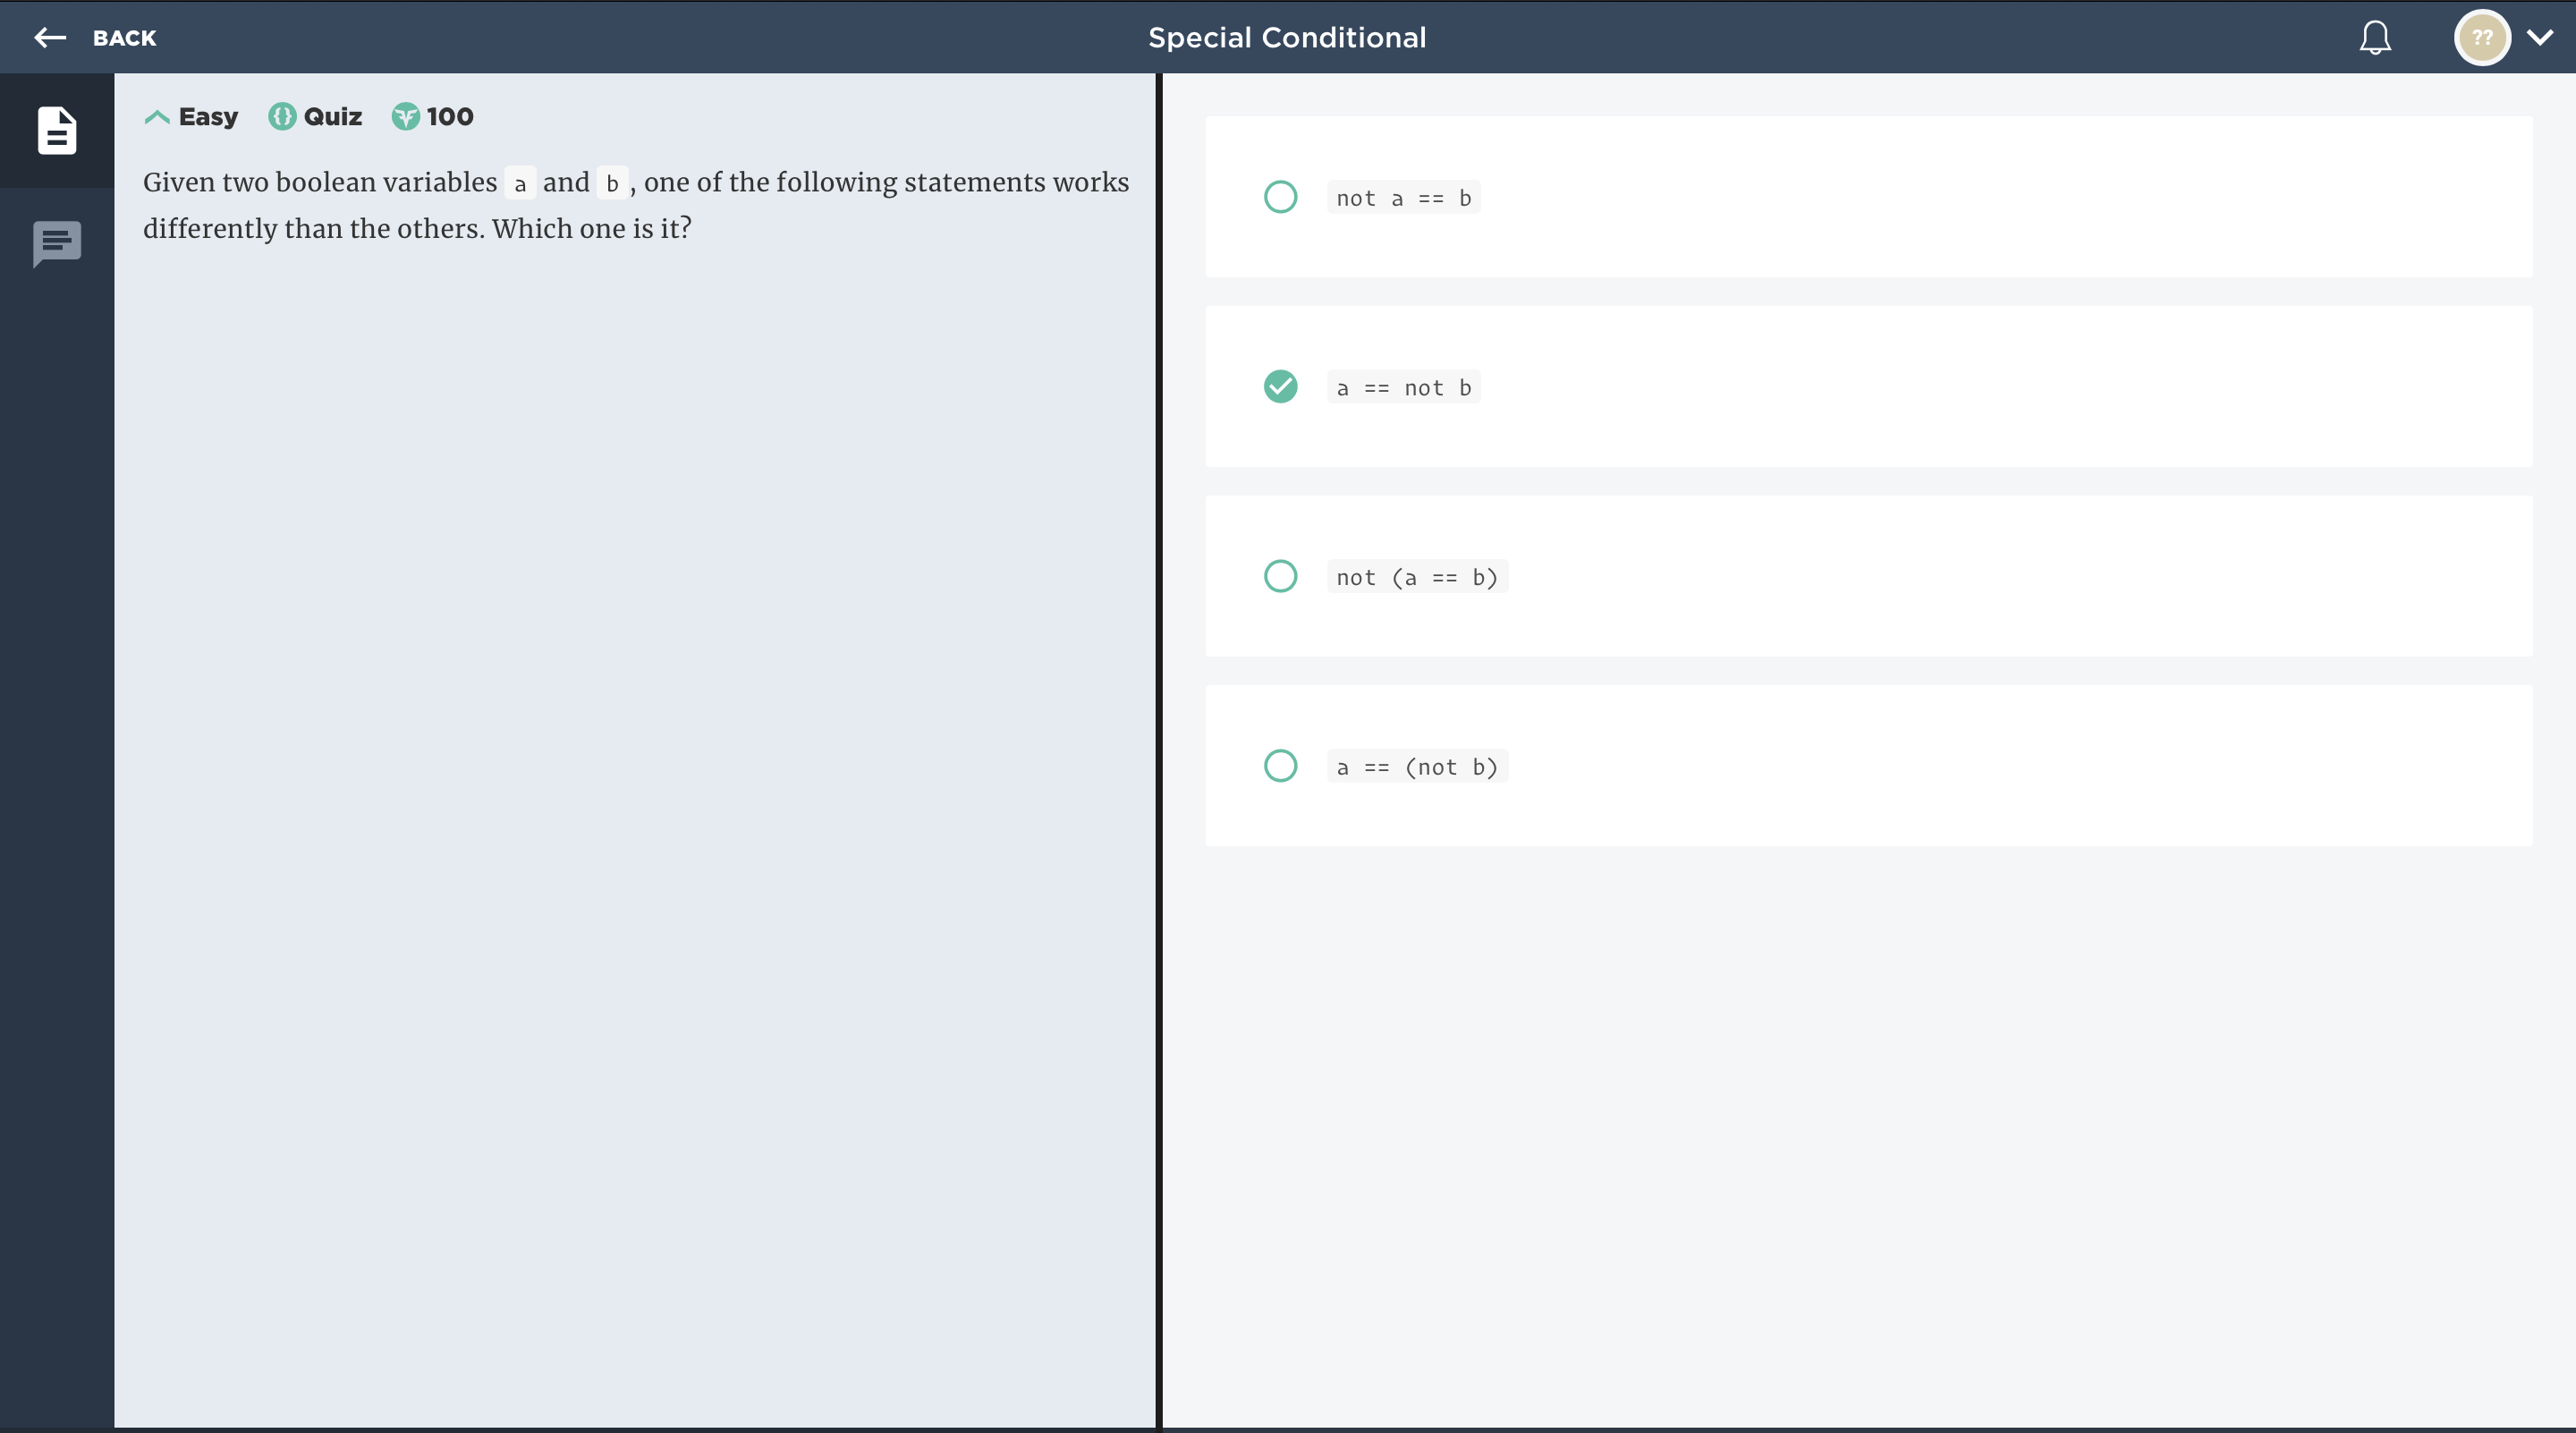 BACK
Special Conditional
??
Easy Quiz 100
Given two boolean variables a and b, one of the following statements works
differently than the others. Which one is it?
not a == b
a == not b
not (a == b)
a == (not b)